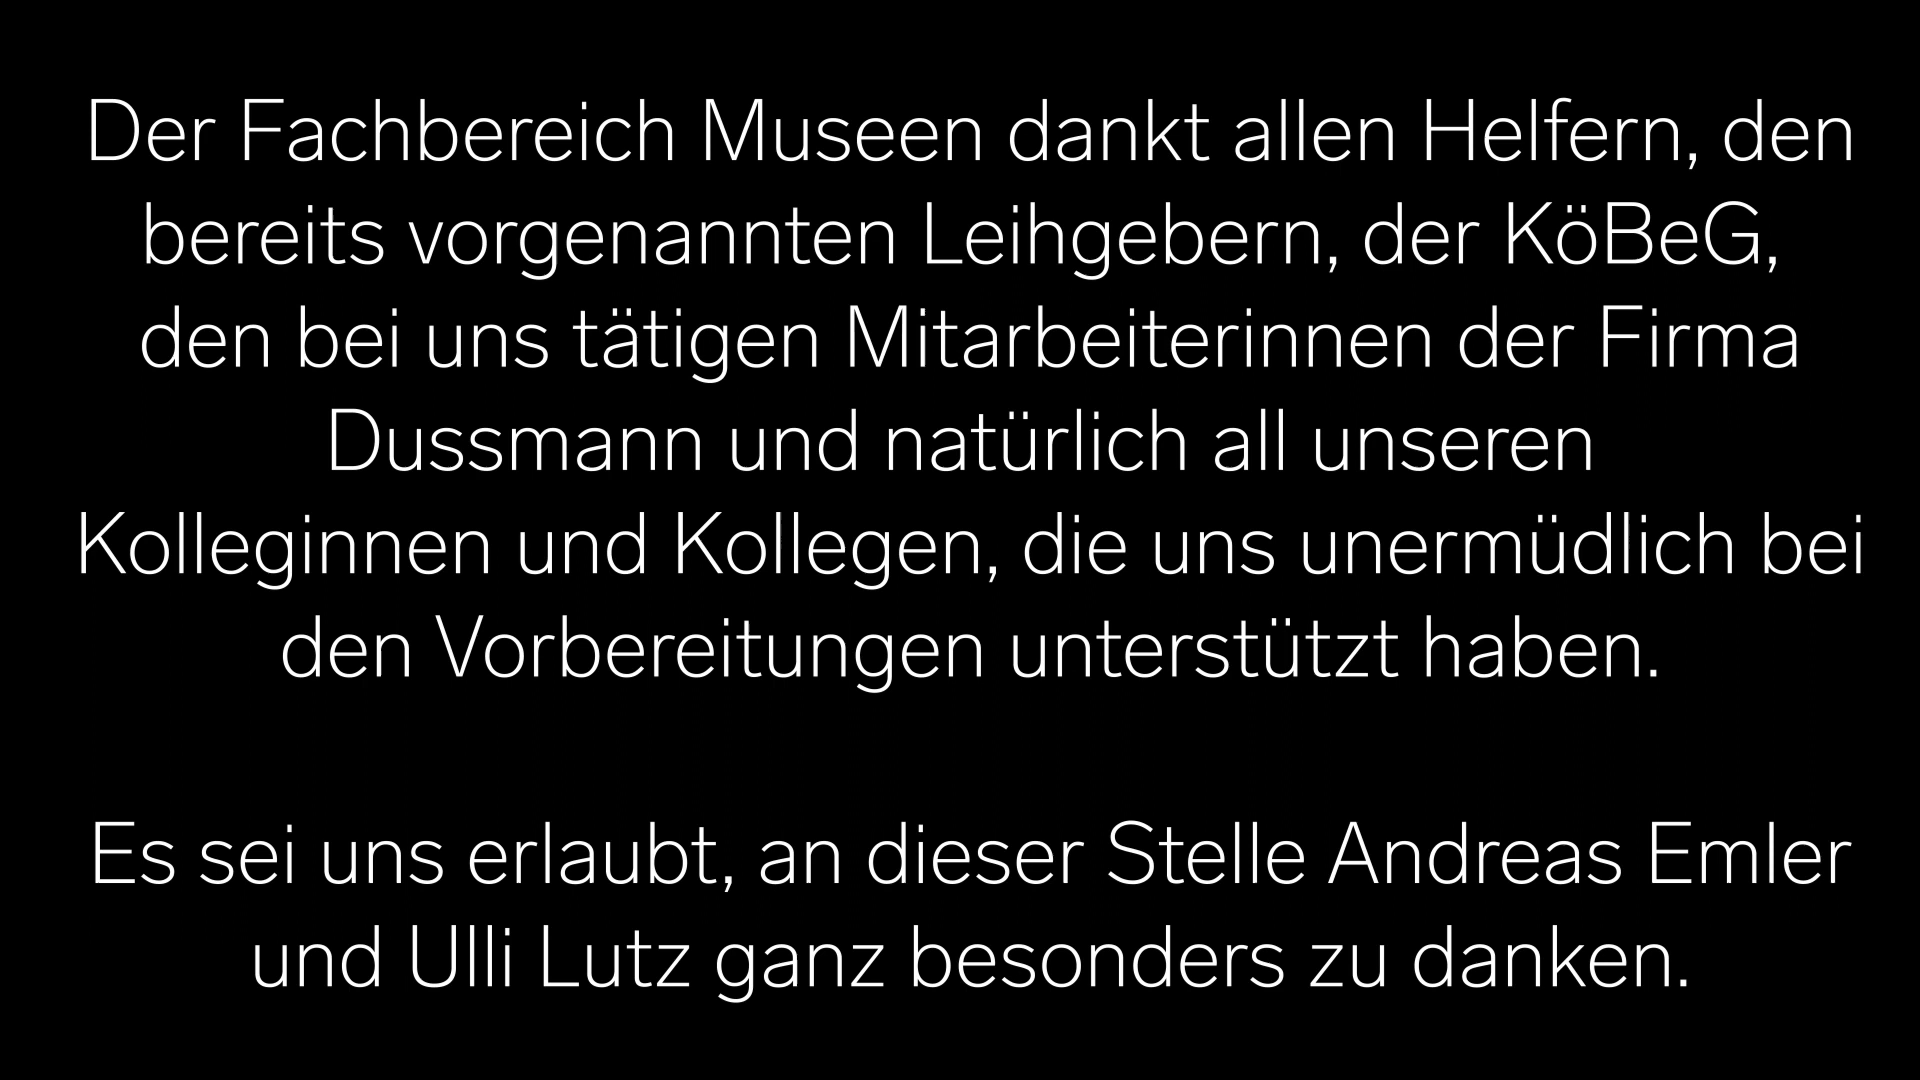 Der Fachbereich Museen dankt allen Helfern, den
bereits vorgenannten Leihgebern, der KöBeG,
den bei uns tätigen Mitarbeiterinnen der Firma
Dussmann und natürlich all unseren
Kolleginnen und Kollegen, die uns unermüdlich bei
den Vorbereitungen unterstützt haben.
Es sei uns erlaubt, an dieser Stelle Andreas Emler
und Ulli Lutz ganz besonders zu danken.